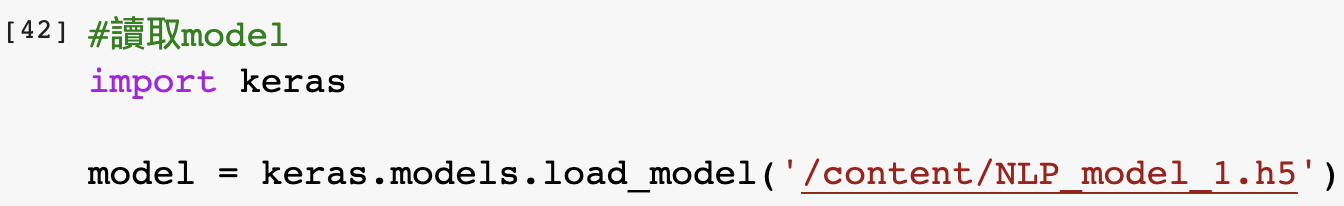 [42] #讀取model
import keras
model = keras.models.load_model('/content/NLP_model_1.h5')